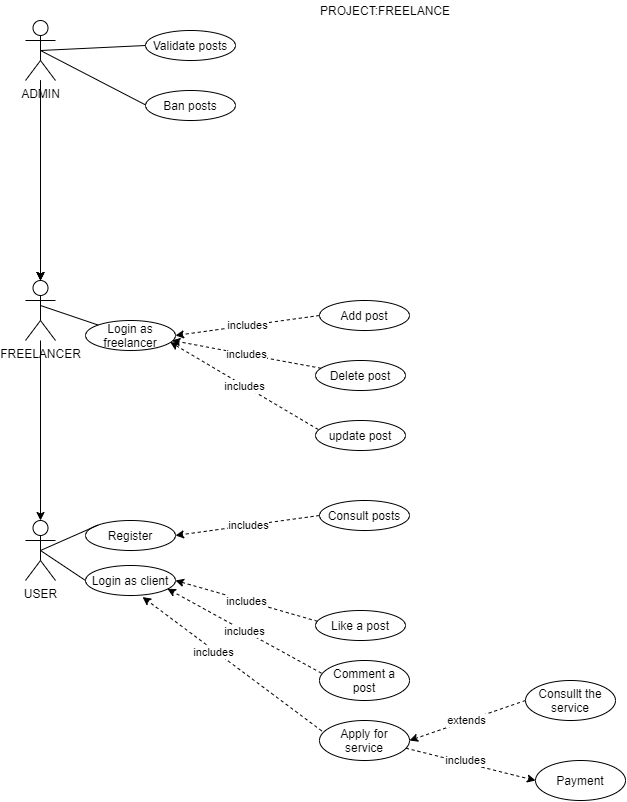 PROJECT:FREELANCE
Validate posts
ADMIN
Ban posts
Add post
Login as
freelancer
includes
FREELANCER
includes
Delete post
includes
update post
Consult posts
Register
includes
Login as client
USER
includes
Like a post
includes
includes
Comment a
post
Consullt the
service
extends
Apply for
service
includes
Payment